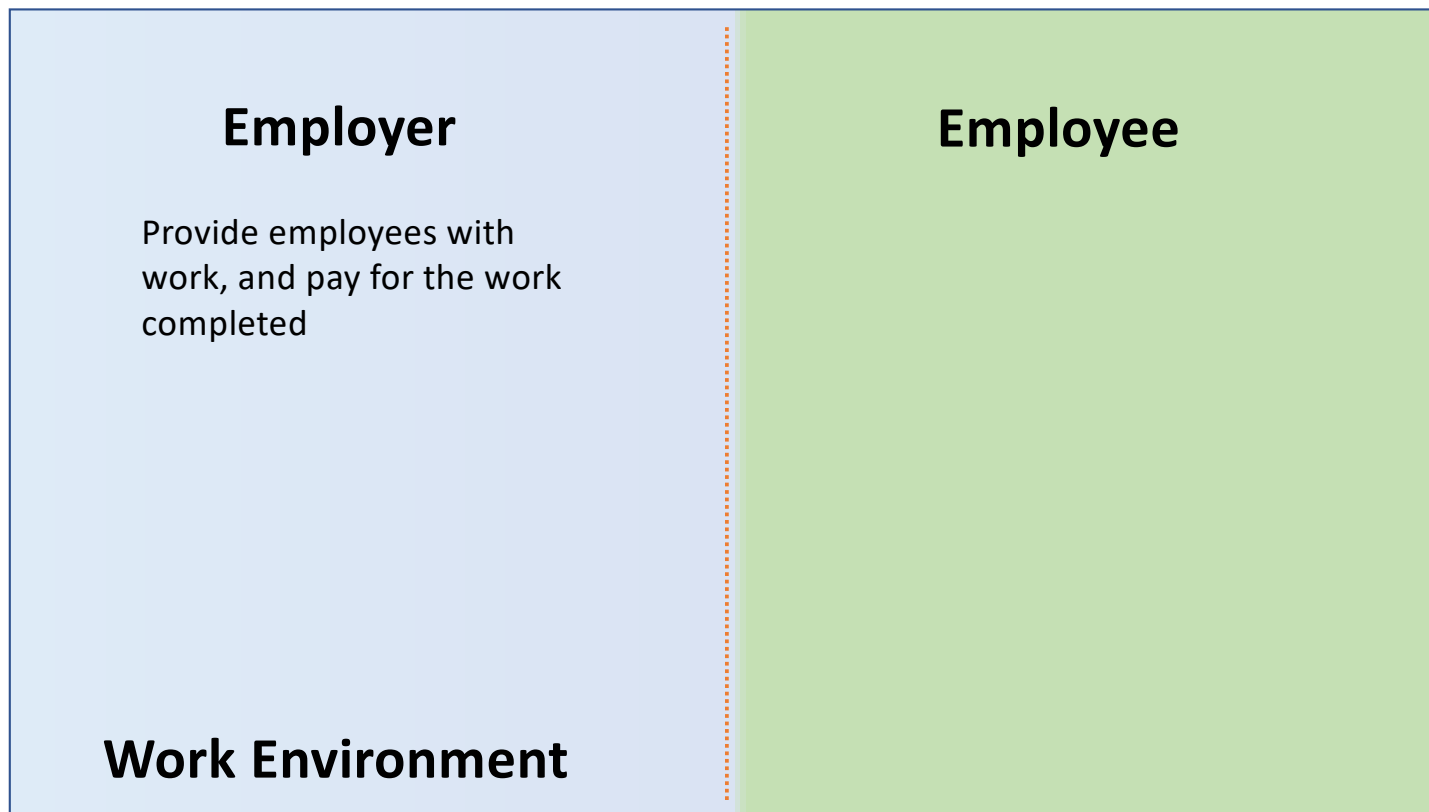 Employer
Provide employees with
work, and pay for the work
completed
Work Environment
Employee